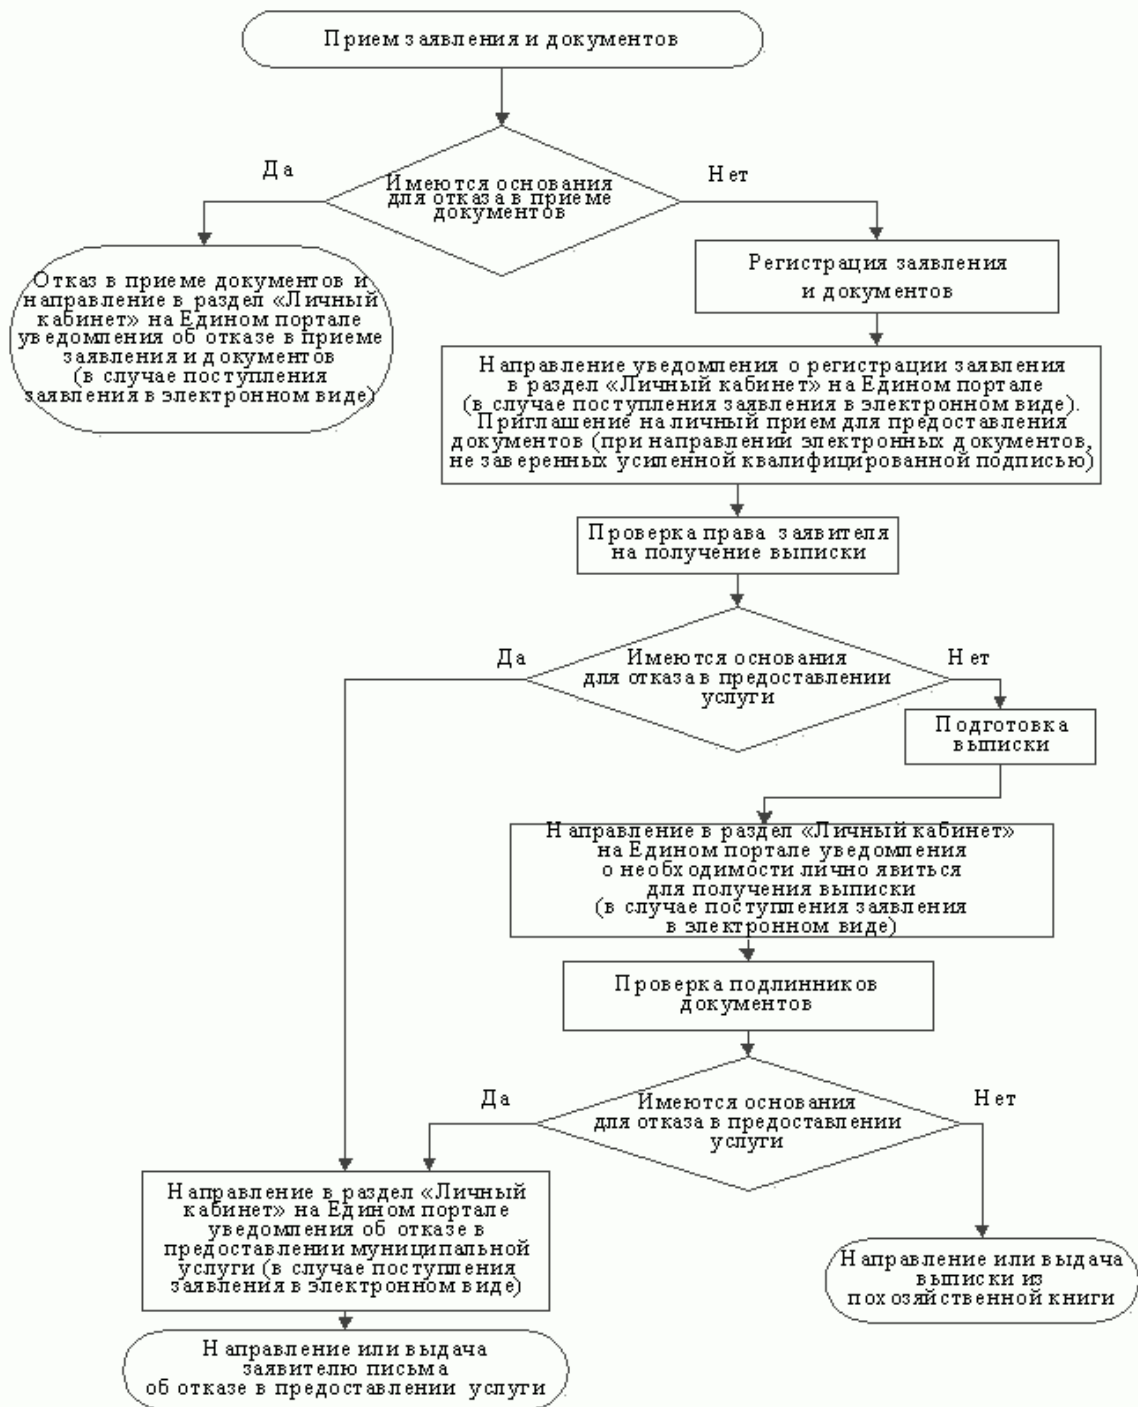 Прием заявления и документов
Да
Нет
Имеются основания
для отказа в приеме
документов
Отказ в приеме документов и
направление в раздел «Личный
кабинет» на Едином портале
уведомления об отказе в приеме
заявления и документов
(в случае поступления
заявления в электронном виде)
Регистрация заявления
и документов
Направление уведомления о регистрации заявления
в раздел «Личный кабинет» на Едином портале
(в случае поступления заявления в электронном виде).
Приглашение на личный прием для предоставления
документов (при направлении электронных документов,
не заверенных усиленной квалифицированной подписью)
Проверка права заявителя
на получение выписки
Да
Нет
Имеются основания
для отказа в предоставлении
услуги
Подготовка
выписки
Направление в раздел «Личный кабинет»
на Едином портале уведомления
о необходимости лично явиться
для получения выписки
(в случае поступления заявления
в электронном виде)
Проверка подлинников
документов
Да
Нет
Имеются основания
для отказа в предоставлении
услуги
Направление в раздел «Личный
кабинет» на Едином портале
уведомления об отказе в
предоставлении муниципальной
услуги (в случае поступления
заявления в электронном виде)
Направление или выдача
выписки из
похозяйственной книги
Направление или выдача
заявителю письма
об отказе в предоставлении услуги